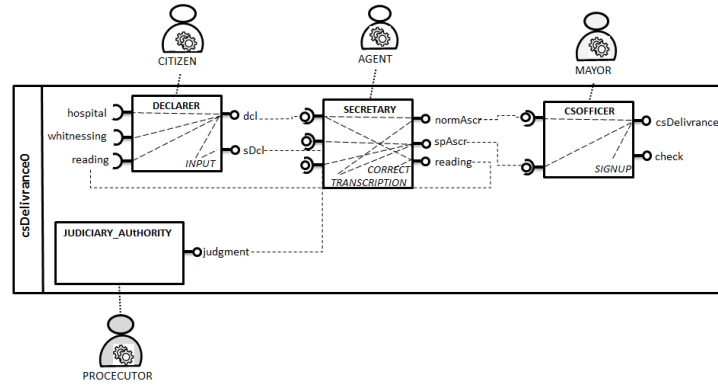 CITIZEN
AGENT
MAYOR
csDelivrance0
DECLARER
hospital
whitnessing
reading
INPUT
dcl
sDcl
SECRETARY
CORRECT
TRANSCRIPTION
normAscr
spAscr
reading
CSOFFICER
SIGNUP
csDelivrance
check
JUDICIARY_AUtHORITY
judgment
PROCECUTOR